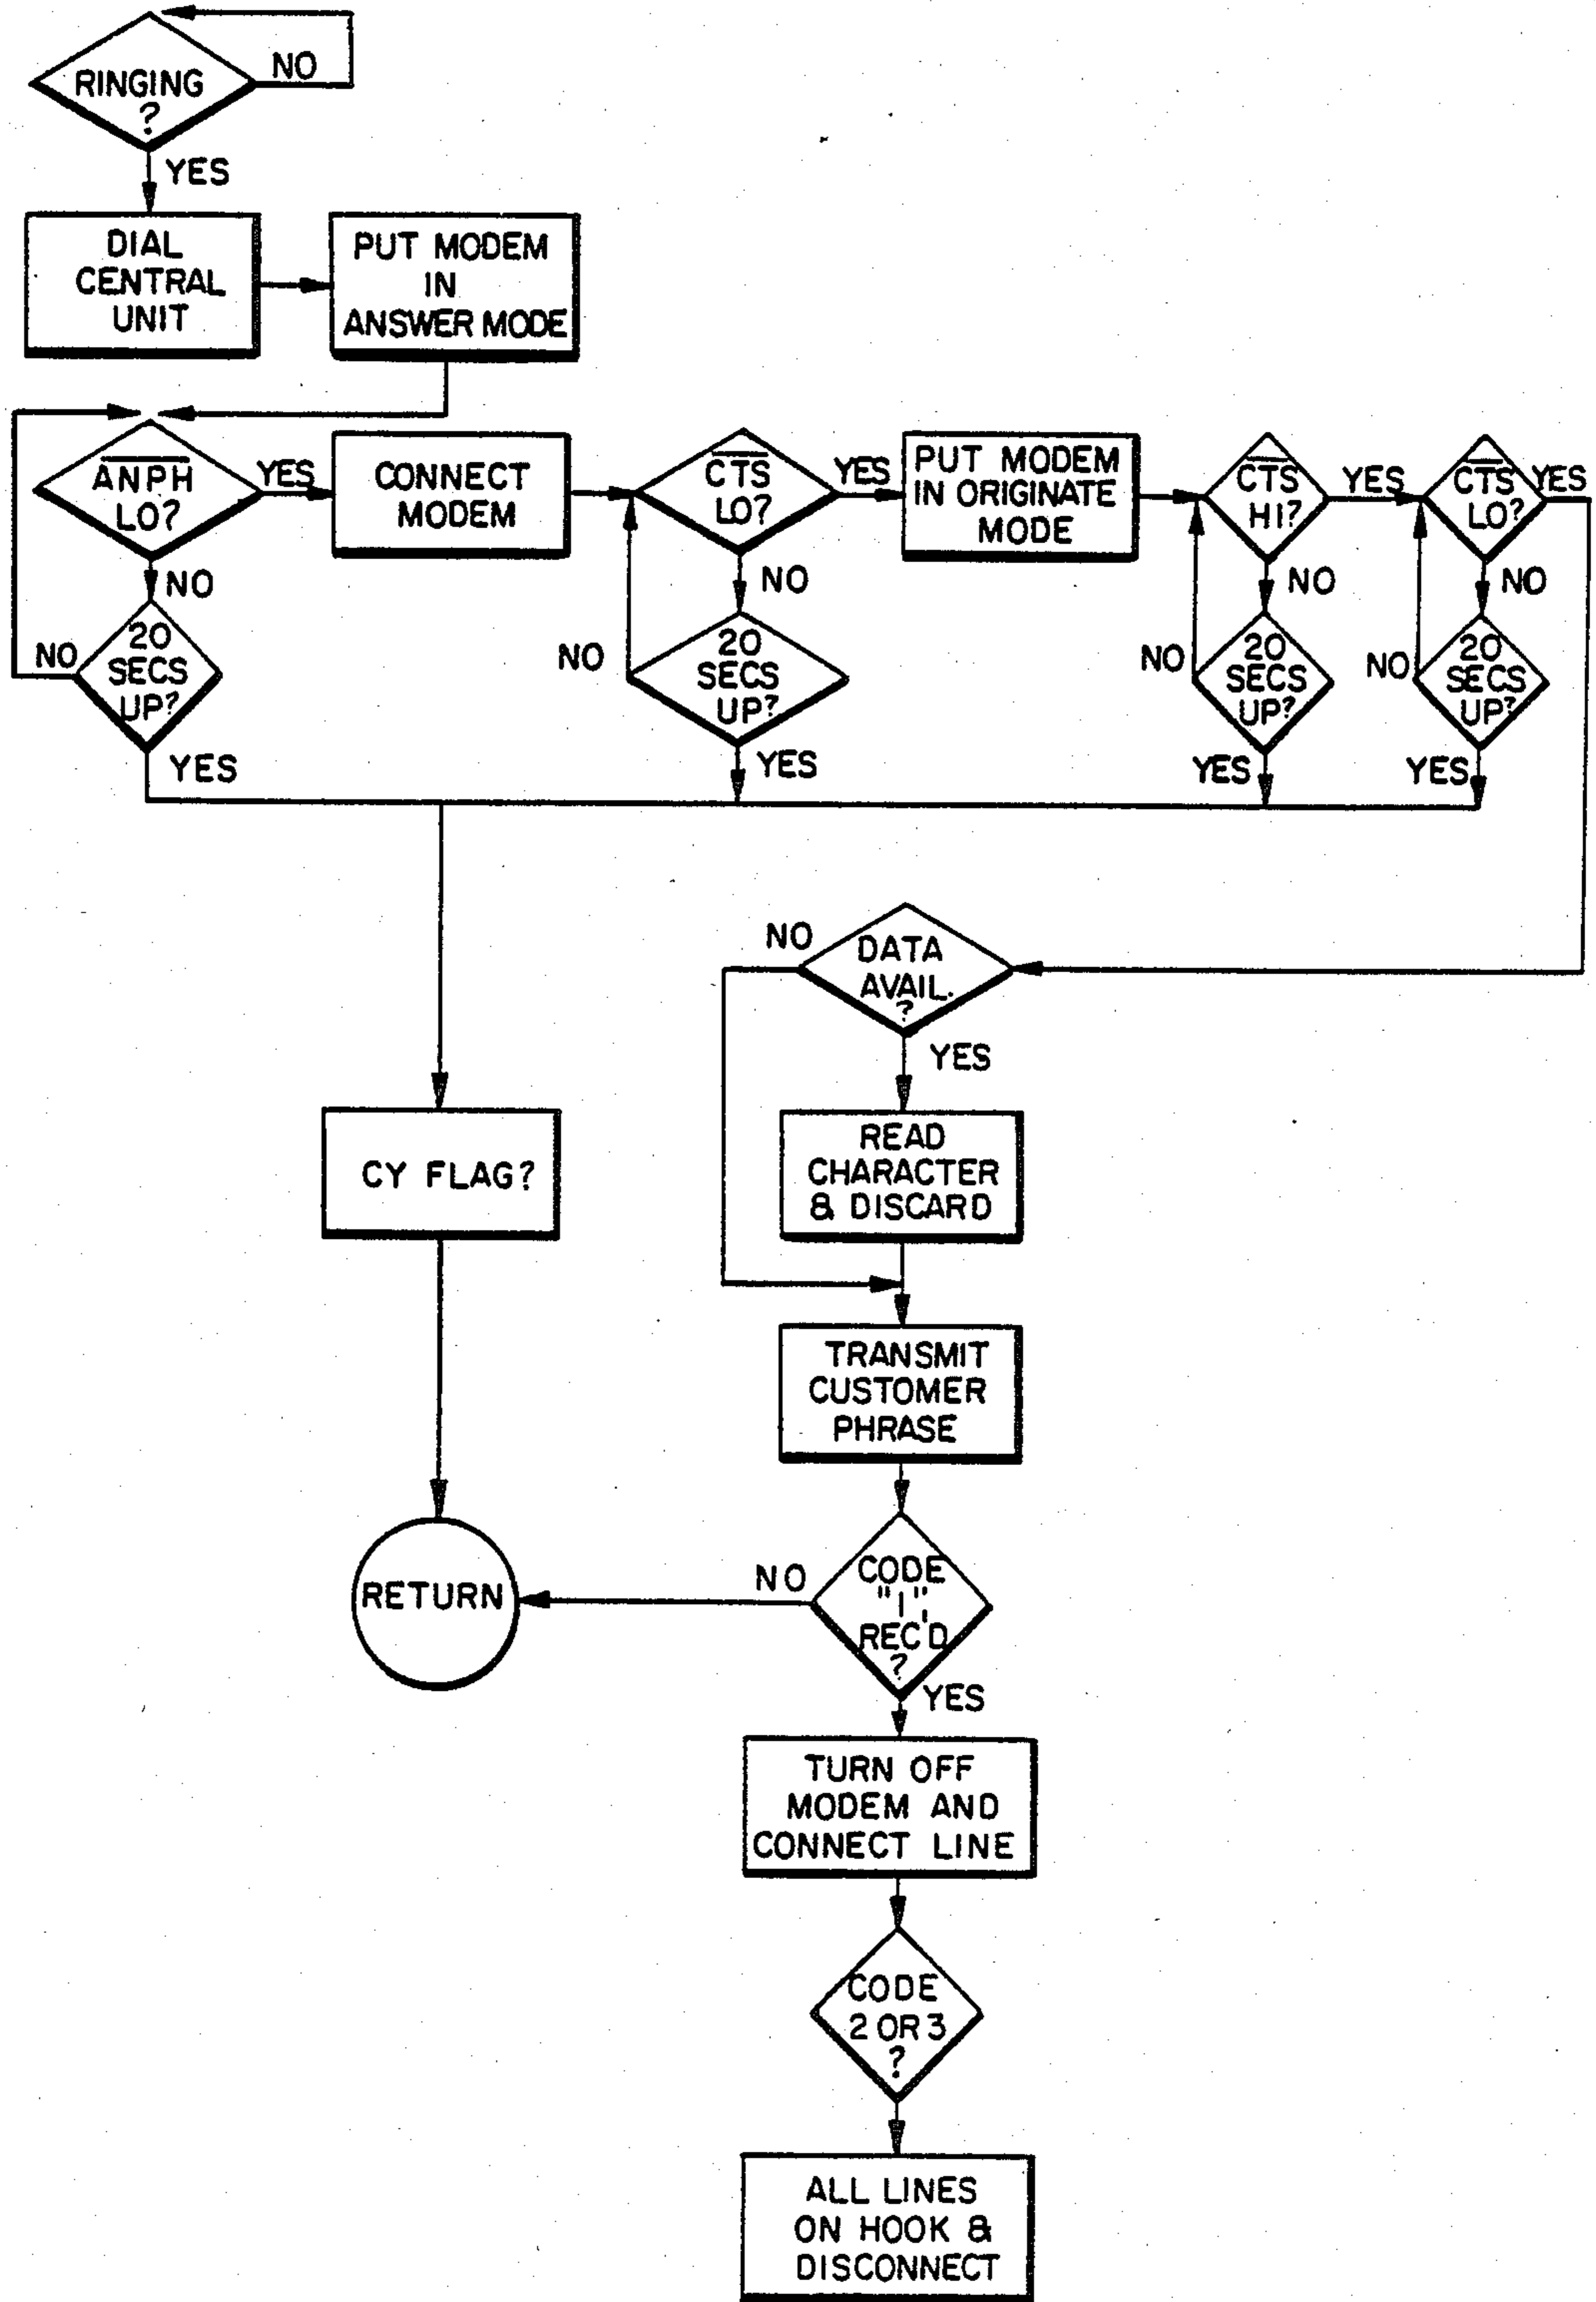 RINGING
?
NO
YES
DIAL
CENTRAL
UNIT
PUT MODEM
IN
ANSWER MODE
A̅N̅P̅H̅
LO?
YES
CONNECT
MODEM
C̅T̅S̅
LO?
YES
PUT MODEM
IN ORIGINATE
MODE
C̅T̅S̅
HI?
YES
C̅T̅S̅
LO?
YES
NO
NO
NO
NO
20
SECS
UP?
NO
YES
20
SECS
UP?
NO
YES
20
SECS
UP?
NO
YES
20
SECS
UP?
NO
YES
DATA
AVAIL.
?
NO
YES
CY FLAG?
READ
CHARACTER
& DISCARD
TRANSMIT
CUSTOMER
PHRASE
RETURN
NO
CODE
"1"
REC'D
?
YES
TURN OFF
MODEM AND
CONNECT LINE
CODE
2 OR 3
?
ALL LINES
ON HOOK &
DISCONNECT